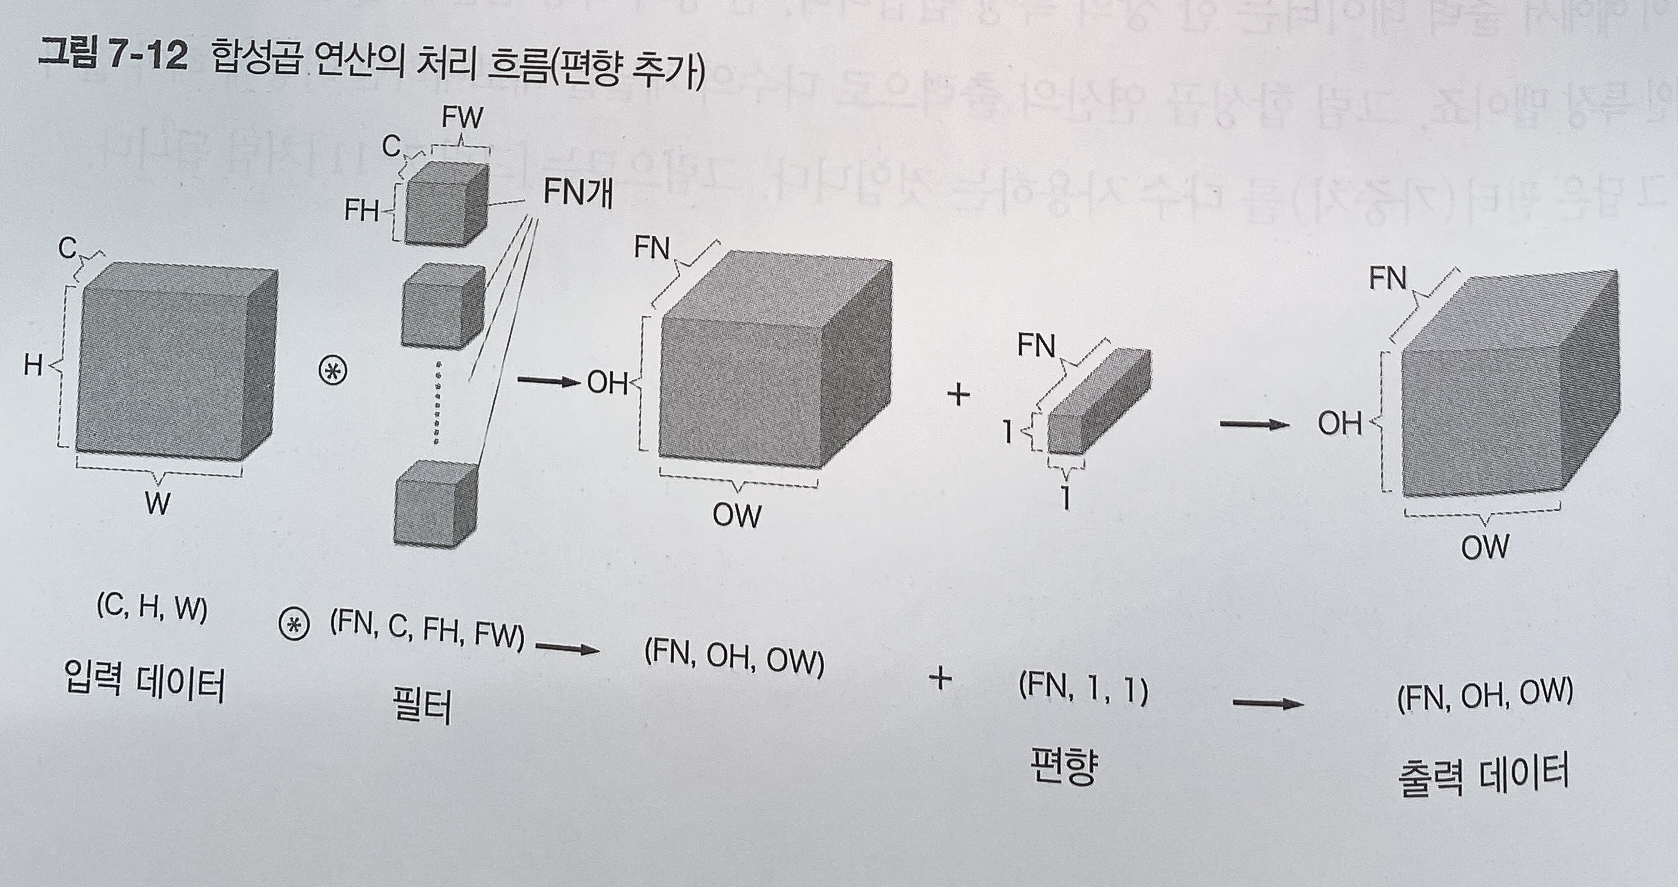 그림 7-12 합성곱 연산의 처리 흐름(편향 추가)
FW
C
FH
FN개
C
H
W
⊛
FN
OH
OW
+
FN
1
1
FN
OH
OW
(C, H, W) ⊛ (FN, C, FH, FW) → (FN, OH, OW) + (FN, 1, 1) → (FN, OH, OW)
입력 데이터 필터 편향 출력 데이터